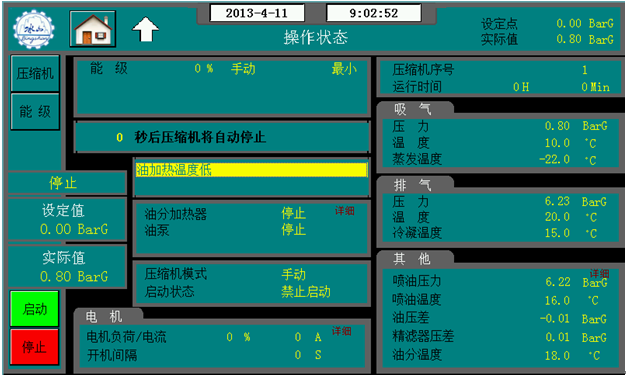 2013-4-11 9:02:52
操作状态
设定点 0.00 BarG
实际值 0.80 BarG
压缩机
能 级
停止
设定值
0.00 BarG
实际值
0.80 BarG
启动
停止
能 级 0 % 手动 最小
0 秒后压缩机将自动停止
油加热温度低
油分加热器 停止 详细
油泵 停止
压缩机模式 手动
启动状态 禁止启动
电 机
电机负荷/电流 0 % 0 A 详细
开机间隔 0 S
压缩机序号 1
运行时间 0 H 0 Min
吸 气
压 力 0.80 BarG
温 度 10.0 °C
蒸发温度 -22.0 °C
排 气
压 力 6.23 BarG
温 度 20.0 °C
冷凝温度 15.0 °C
其 他
详细
喷油压力 6.22 BarG
喷油温度 16.0 °C
油压差 -0.01 BarG
精滤器压差 0.01 BarG
油分温度 18.0 °C